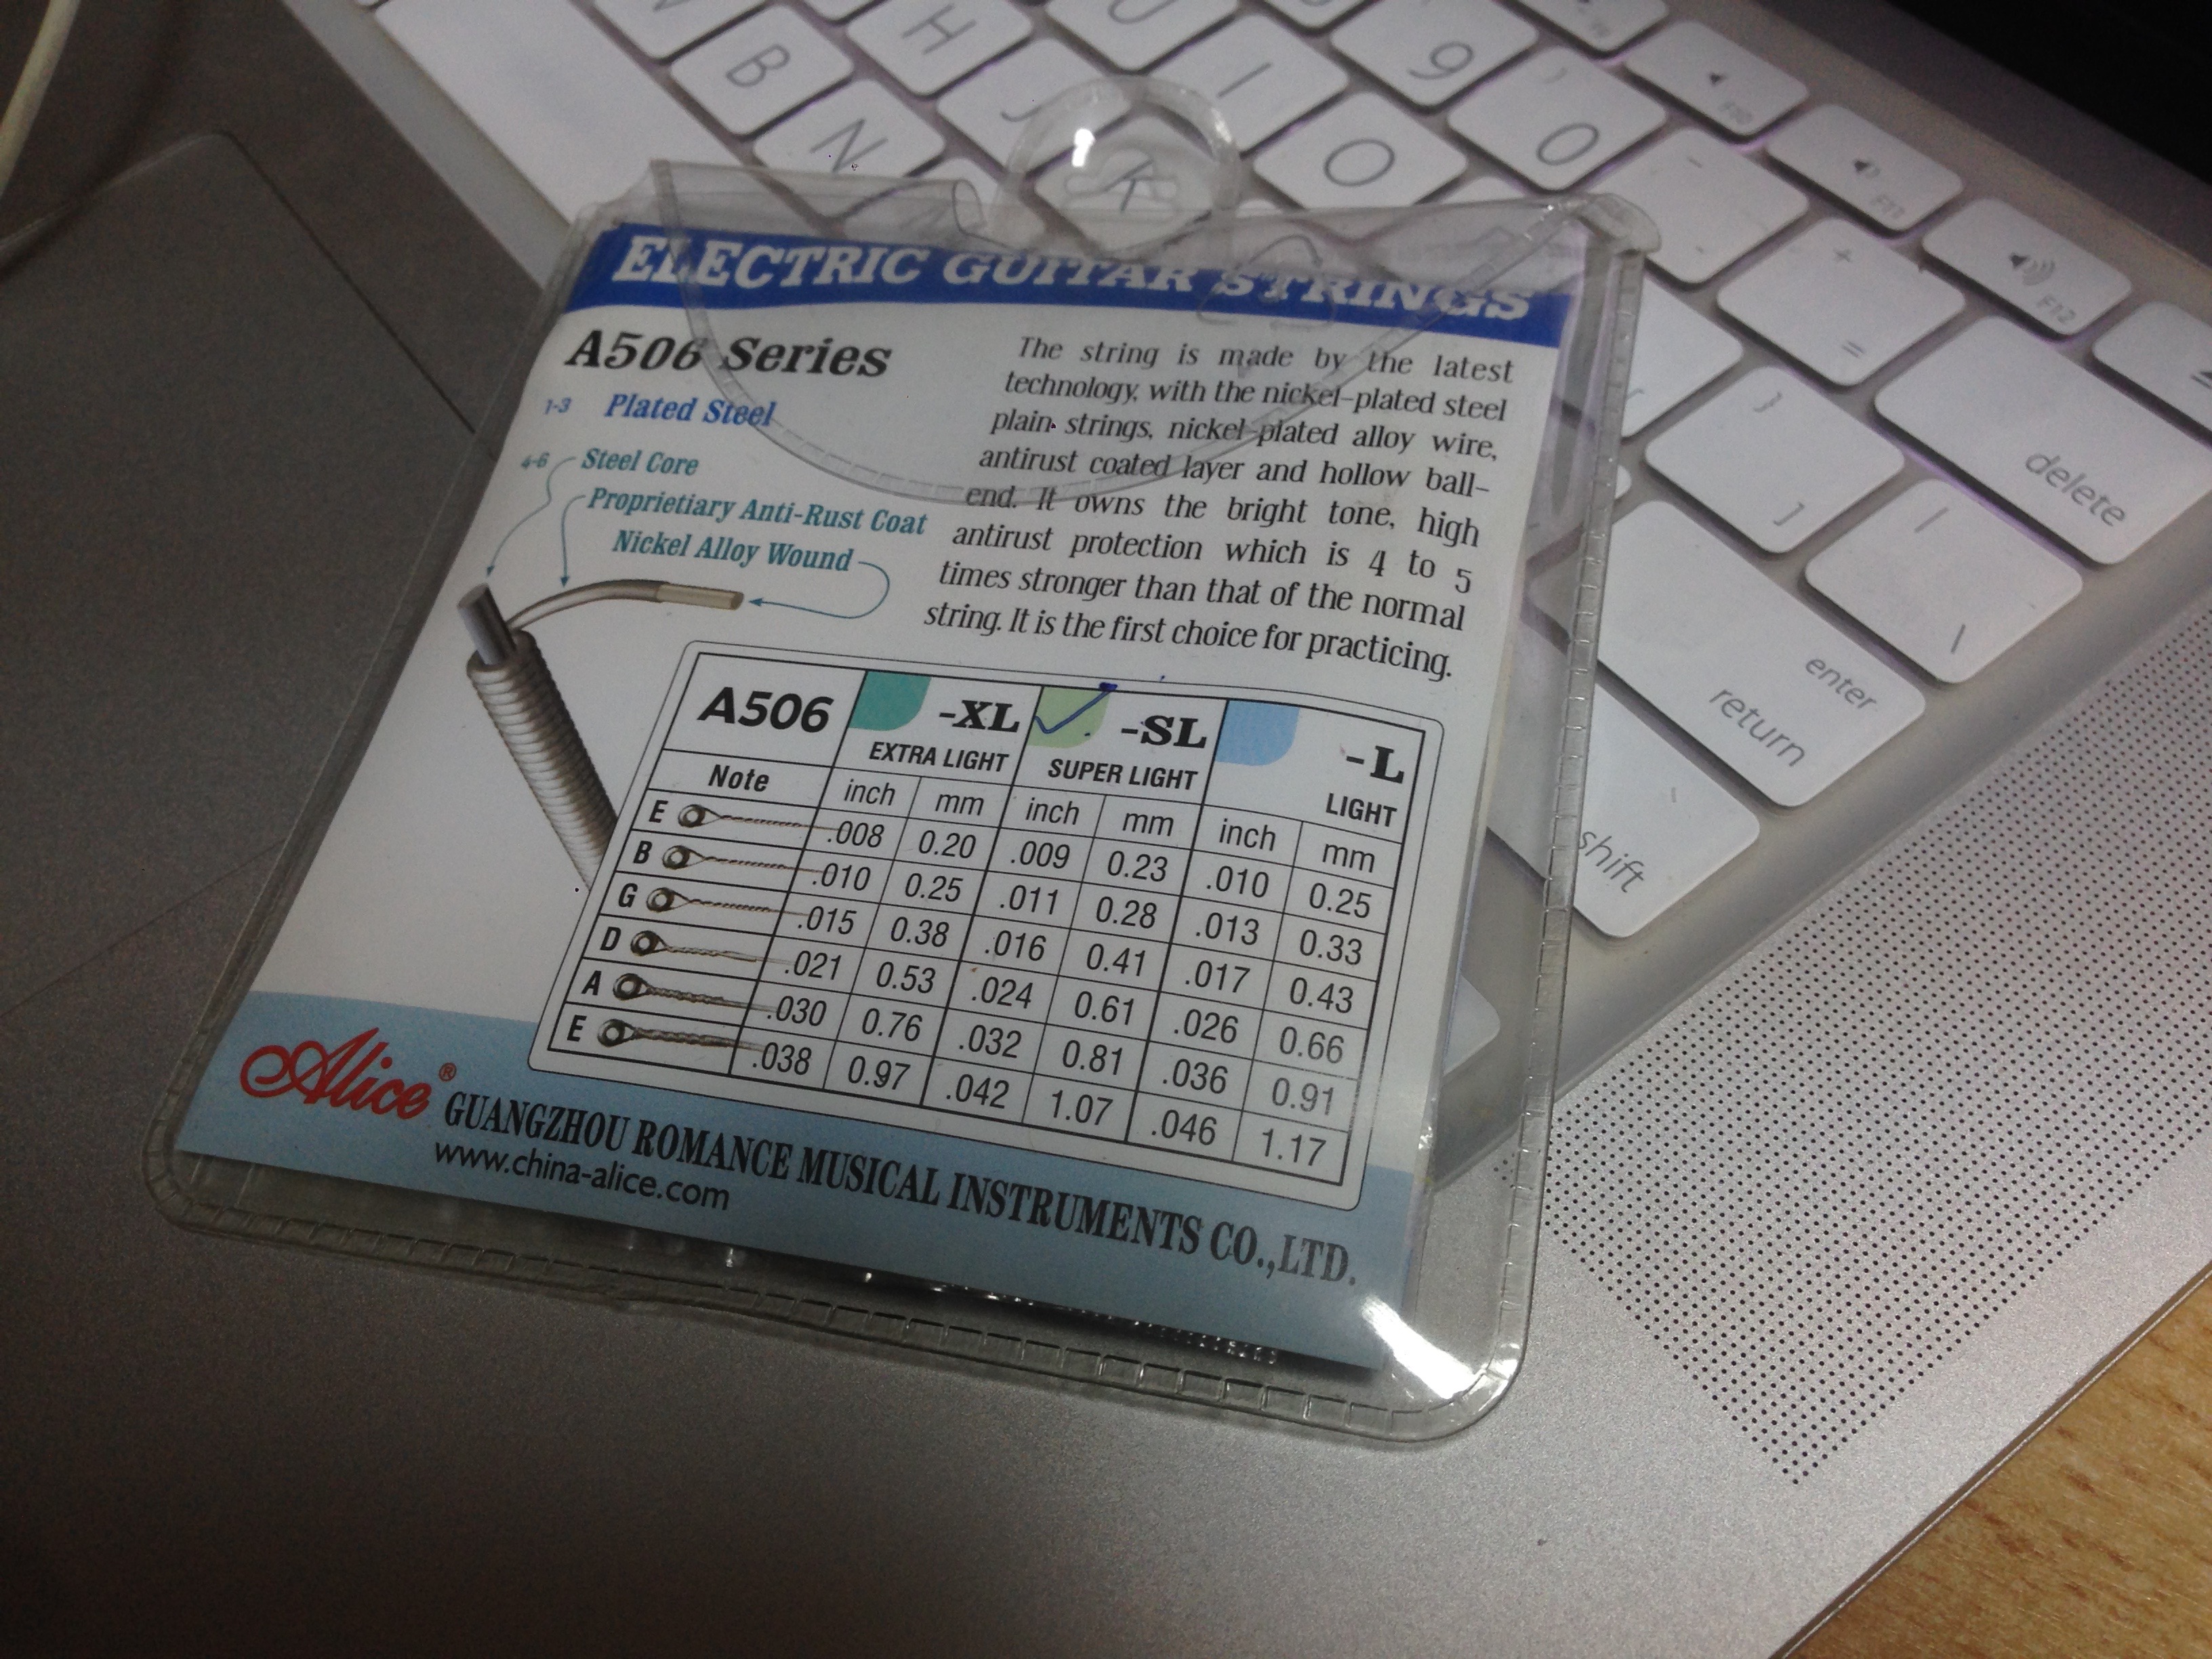 ELECTRIC GUITAR STRINGS
A506 Series
1-3 Plated Steel
4-6 Steel Core
Proprietiary Anti-Rust Coat
Nickel Alloy Wound
The string is made by the latest
technology, with the nickel-plated steel
plain strings, nickel-plated alloy wire,
antirust coated layer and hollow ball-
end. It owns the bright tone, high
antirust protection which is 4 to 5
times stronger than that of the normal
string. It is the first choice for practicing.
A506 -XL -SL -L
EXTRA LIGHT SUPER LIGHT LIGHT
Note inch mm inch mm inch mm
E .008 0.20 .009 0.23 .010 0.25
B .010 0.25 .011 0.28 .013 0.33
G .015 0.38 .016 0.41 .017 0.43
D .021 0.53 .024 0.61 .026 0.66
A .030 0.76 .032 0.81 .036 0.91
E .038 0.97 .042 1.07 .046 1.17
Alice® GUANGZHOU ROMANCE MUSICAL INSTRUMENTS CO.,LTD.
www.china-alice.com
B
H
N
J
U
I
K
9
O
)
0
F10
F11
F12
-
+
=
}
]
|
\
delete
enter
return
shift